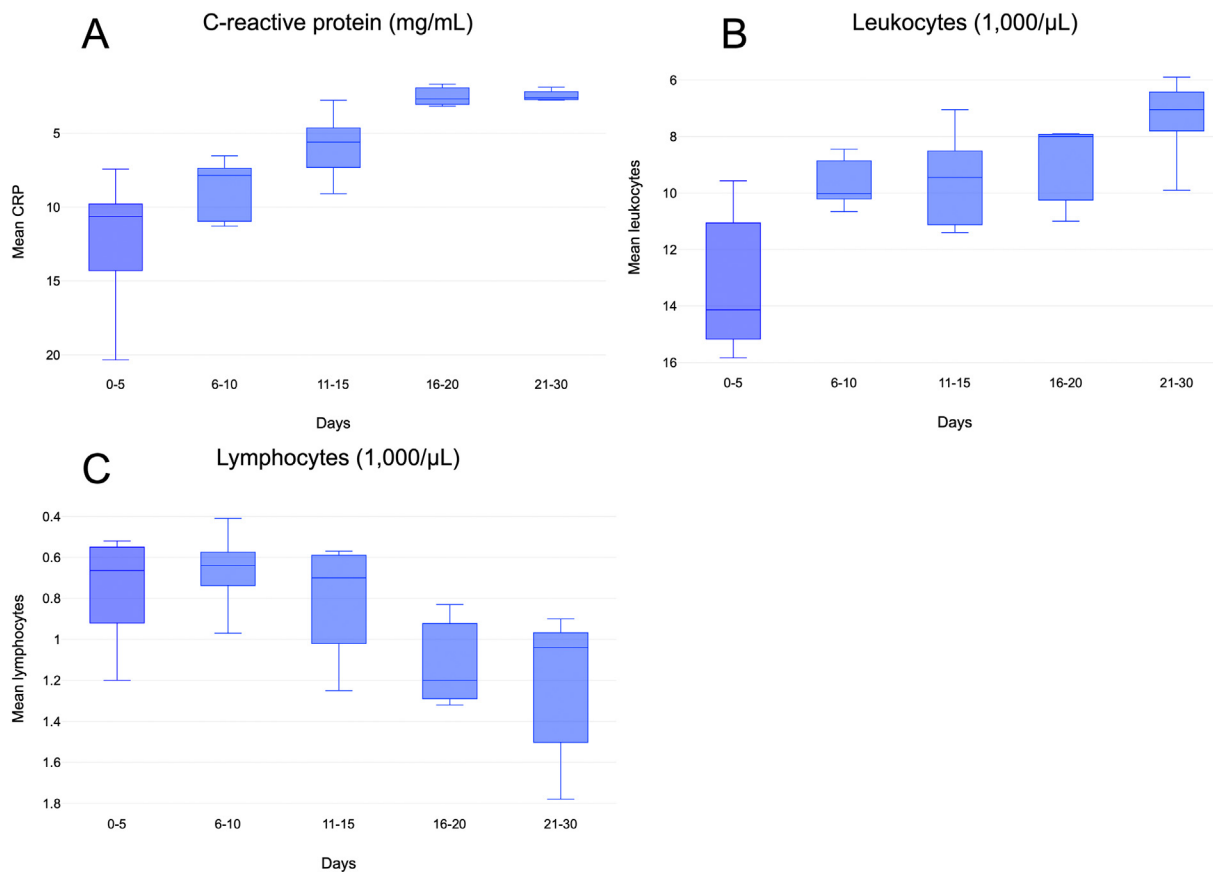 A
C-reactive protein (mg/mL)
Mean CRP
5
10
15
20
0-5 6-10 11-15 16-20 21-30
Days
B
Leukocytes (1,000/µL)
Mean leukocytes
6
8
10
12
14
16
0-5 6-10 11-15 16-20 21-30
Days
C
Lymphocytes (1,000/µL)
Mean lymphocytes
0.4
0.6
0.8
1
1.2
1.4
1.6
1.8
0-5 6-10 11-15 16-20 21-30
Days